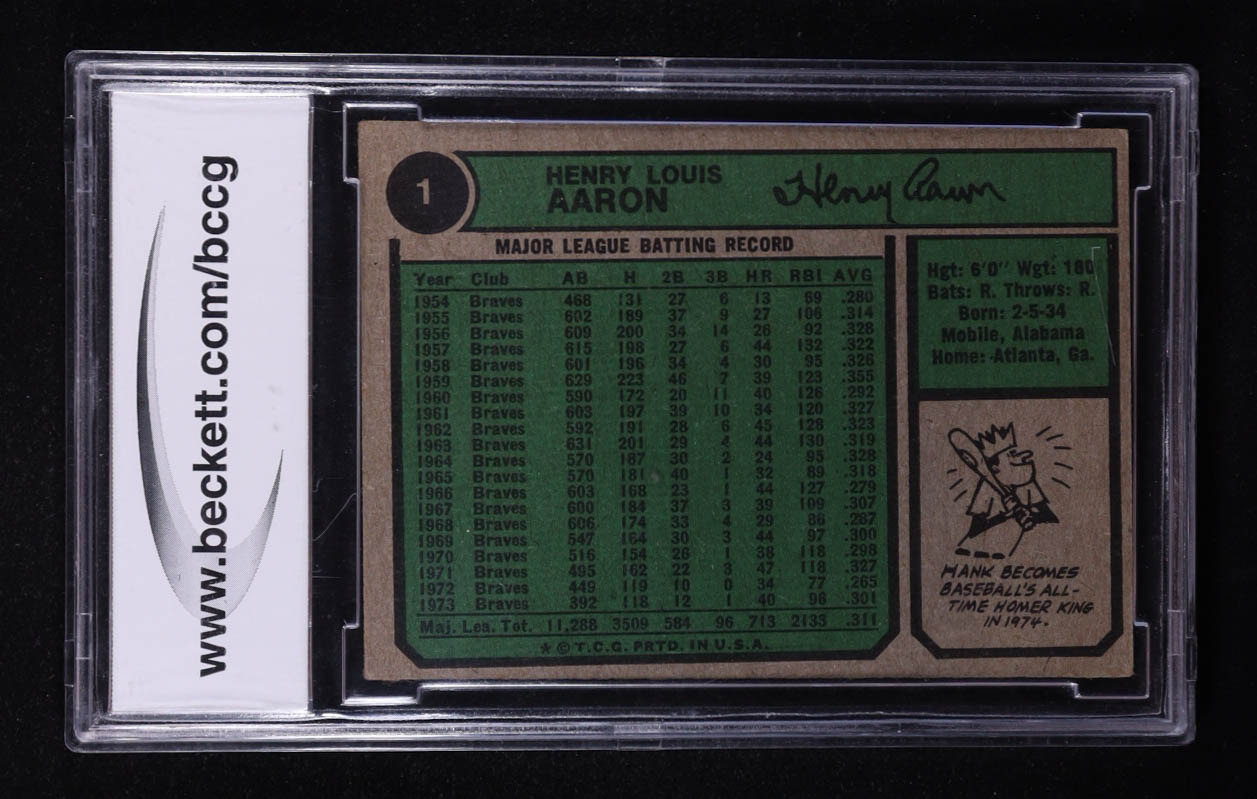 www.beckett.com/bccg
1
HENRY LOUIS
AARON
Henry Aaron
MAJOR LEAGUE BATTING RECORD
Year Club AB H 2B 3B HR RBI AVG
1954 Braves 468 131 27 6 13 69 .280
1955 Braves 602 189 37 9 27 106 .314
1956 Braves 609 200 34 14 26 92 .328
1957 Braves 615 198 27 6 44 132 .322
1958 Braves 601 196 34 4 30 95 .326
1959 Braves 629 223 46 7 39 123 .355
1960 Braves 590 172 20 11 40 126 .292
1961 Braves 603 197 39 10 34 120 .327
1962 Braves 592 191 28 6 45 128 .323
1963 Braves 631 201 29 4 44 130 .319
1964 Braves 570 187 30 2 24 95 .328
1965 Braves 570 181 40 1 32 89 .318
1966 Braves 603 168 23 1 44 127 .279
1967 Braves 600 184 37 3 39 109 .307
1968 Braves 606 174 33 4 29 86 .287
1969 Braves 547 164 30 3 44 97 .300
1970 Braves 516 154 26 1 38 118 .298
1971 Braves 495 162 22 3 47 118 .327
1972 Braves 449 119 10 0 34 77 .265
1973 Braves 392 118 12 1 40 96 .301
Maj. Lea. Tot. 11,288 3509 584 96 713 2133 .311
* © T.C.G. PRTD. IN U.S.A.
Hgt: 6'0'' Wgt: 180
Bats: R. Throws: R.
Born: 2-5-34
Mobile, Alabama
Home: Atlanta, Ga.
HANK BECOMES
BASEBALL'S ALL-
TIME HOMER KING
IN 1974.